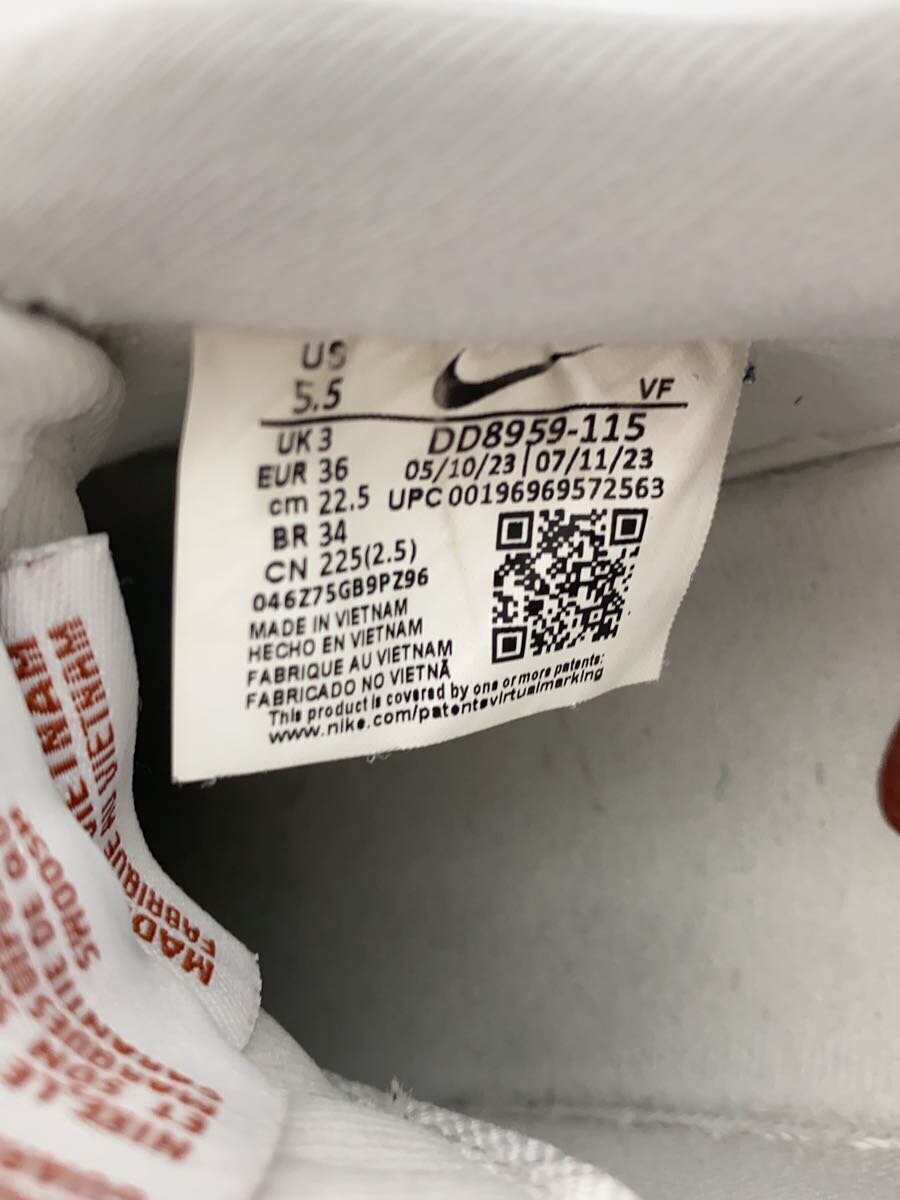 US
5.5
VF
UK 3
DD8959-115
EUR 36
05/10/23 | 07/11/23
cm 22.5
UPC 00196969572563
BR 34
CN 225(2.5)
046Z75GB9PZ96
MADE IN VIETNAM
HECHO EN VIETNAM
FABRIQUE AU VIETNAM
FABRICADO NO VIETNÃ
This product is covered by one or more patents:
www.nike.com/patentsvirtualmarking
VIETNAM
FABRIQUE
SWOOSH